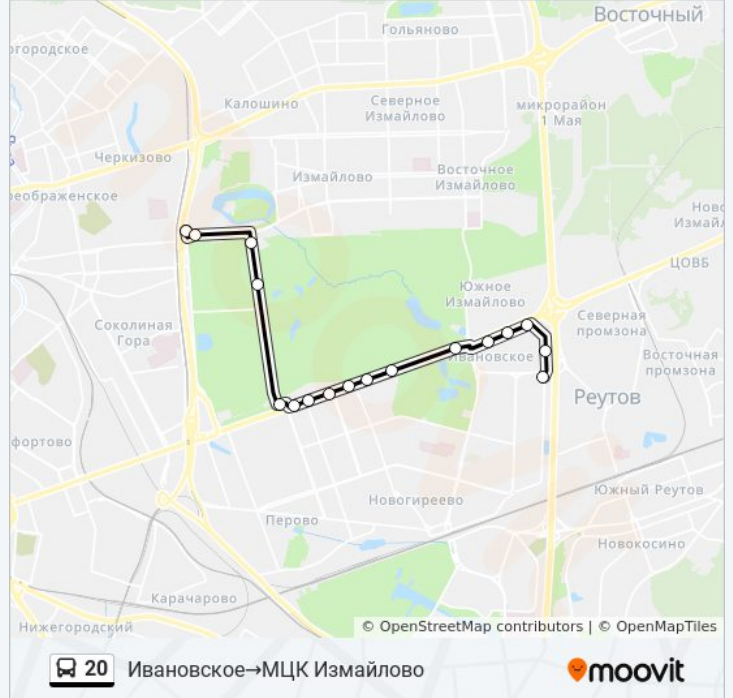 Восточный
Гольяново
огородское
Калошино
Северное
Измайлово
микрорайон
1 Мая
Черкизово
Измайлово
Восточное
Измайлово
реображенское
Ново
Измайл
ЦОВБ
Южное
Измайлово
Северная
промзона
Соколиная
Гора
Ивановское
Восточная
промзона
Реутов
фортово
Новогиреево
Южный Реутов
Перово
Новокосино
Карачарово
Нижегородский
© OpenStreetMap contributors | © OpenMapTiles
20 Ивановское→МЦК Измайлово
moovit